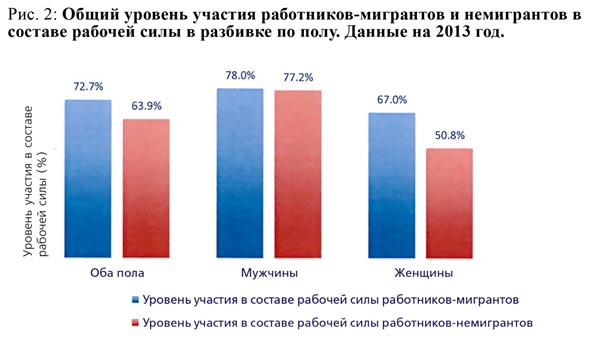 Рис. 2: Общий уровень участия работников-мигрантов и немигрантов в
составе рабочей силы в разбивке по полу. Данные на 2013 год.
Уровень участия в составе
рабочей силы (%)
72.7%
63.9%
78.0%
77.2%
67.0%
50.8%
Оба пола
Мужчины
Женщины
Уровень участия в составе рабочей силы работников-мигрантов
Уровень участия в составе рабочей силы работников-немигрантов